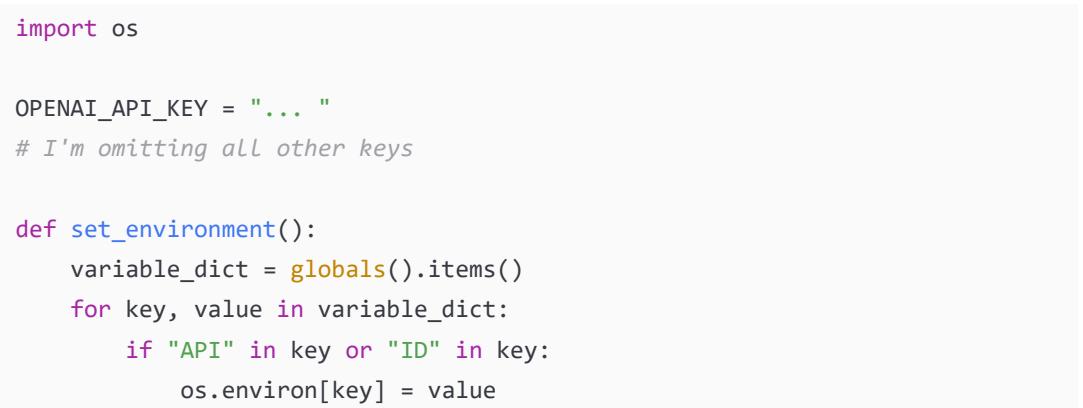 import os
OPENAI_API_KEY = "... "
# I'm omitting all other keys
def set_environment():
    variable_dict = globals().items()
    for key, value in variable_dict:
        if "API" in key or "ID" in key:
            os.environ[key] = value